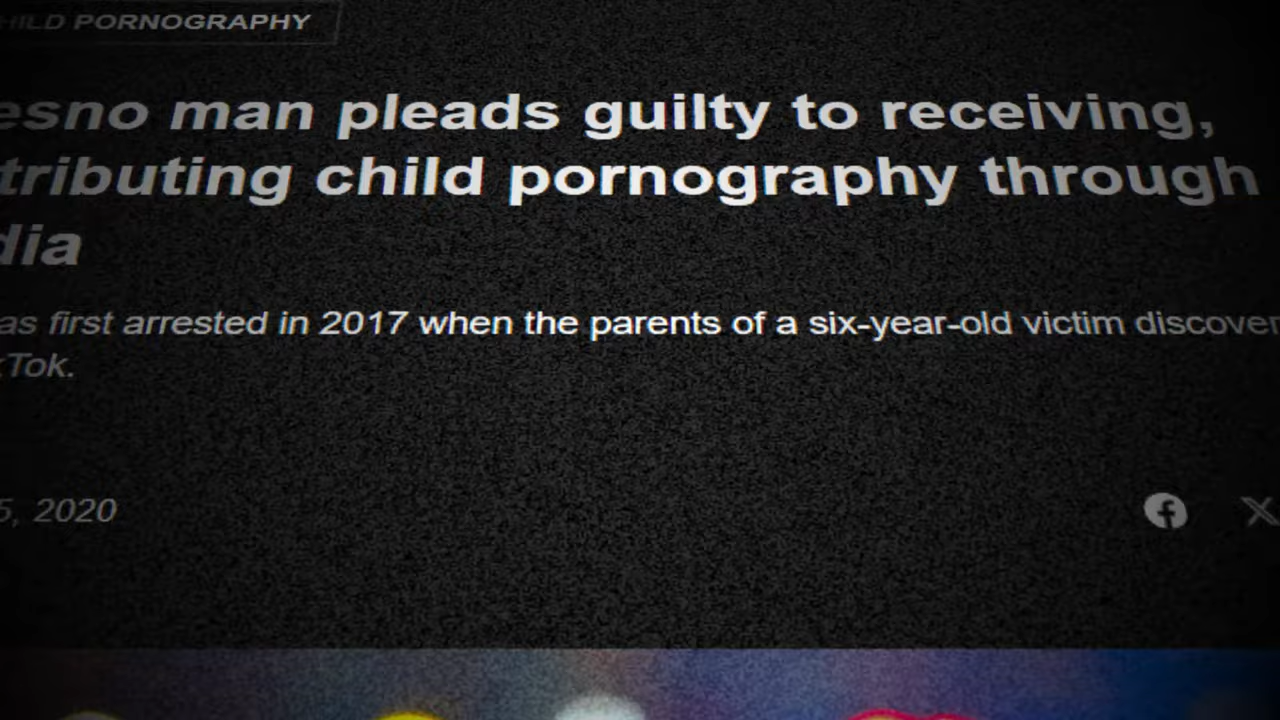 HILD PORNOGRAPHY
esno man pleads guilty to receiving,
tributing child pornography through
dia
as first arrested in 2017 when the parents of a six-year-old victim discover
Tok.
5, 2020